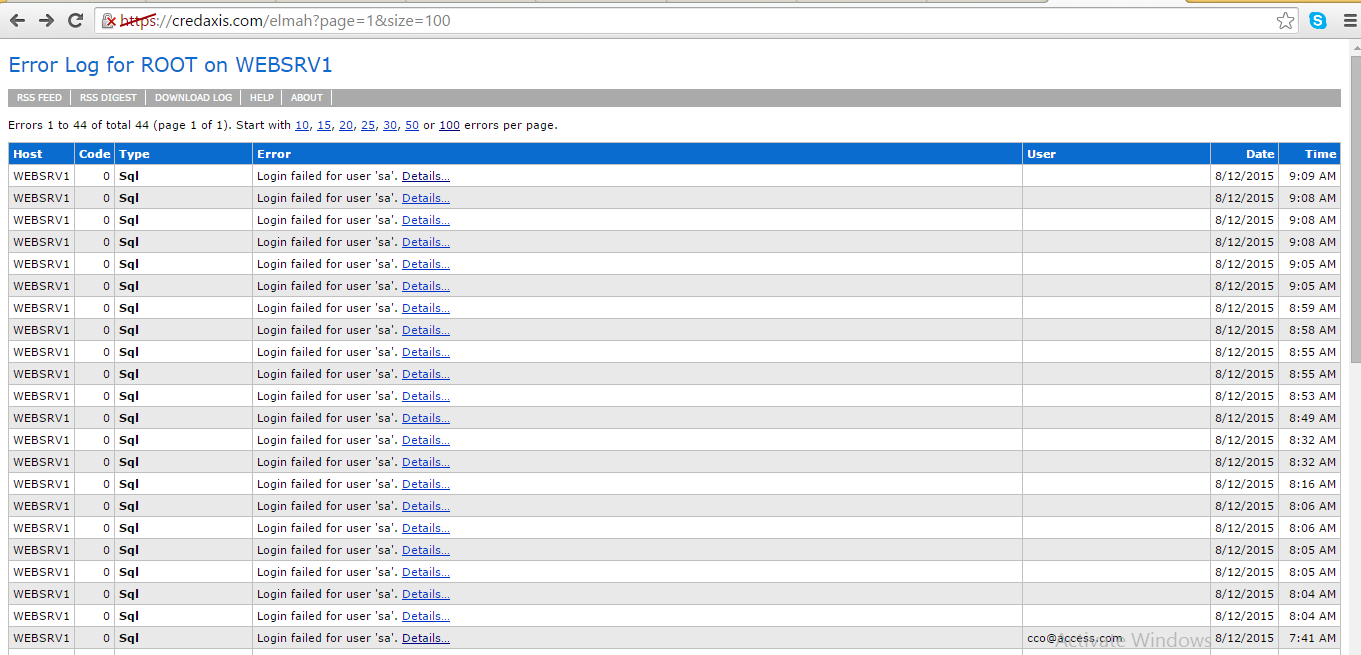 https://credaxis.com/elmah?page=1&size=100
Error Log for ROOT on WEBSRV1
RSS FEED RSS DIGEST DOWNLOAD LOG HELP ABOUT
Errors 1 to 44 of total 44 (page 1 of 1). Start with 10, 15, 20, 25, 30, 50 or 100 errors per page.
Host Code Type Error User Date Time
WEBSRV1 0 Sql Login failed for user 'sa'. Details... 8/12/2015 9:09 AM
WEBSRV1 0 Sql Login failed for user 'sa'. Details... 8/12/2015 9:08 AM
WEBSRV1 0 Sql Login failed for user 'sa'. Details... 8/12/2015 9:08 AM
WEBSRV1 0 Sql Login failed for user 'sa'. Details... 8/12/2015 9:08 AM
WEBSRV1 0 Sql Login failed for user 'sa'. Details... 8/12/2015 9:05 AM
WEBSRV1 0 Sql Login failed for user 'sa'. Details... 8/12/2015 9:05 AM
WEBSRV1 0 Sql Login failed for user 'sa'. Details... 8/12/2015 8:59 AM
WEBSRV1 0 Sql Login failed for user 'sa'. Details... 8/12/2015 8:58 AM
WEBSRV1 0 Sql Login failed for user 'sa'. Details... 8/12/2015 8:55 AM
WEBSRV1 0 Sql Login failed for user 'sa'. Details... 8/12/2015 8:55 AM
WEBSRV1 0 Sql Login failed for user 'sa'. Details... 8/12/2015 8:53 AM
WEBSRV1 0 Sql Login failed for user 'sa'. Details... 8/12/2015 8:49 AM
WEBSRV1 0 Sql Login failed for user 'sa'. Details... 8/12/2015 8:32 AM
WEBSRV1 0 Sql Login failed for user 'sa'. Details... 8/12/2015 8:32 AM
WEBSRV1 0 Sql Login failed for user 'sa'. Details... 8/12/2015 8:16 AM
WEBSRV1 0 Sql Login failed for user 'sa'. Details... 8/12/2015 8:06 AM
WEBSRV1 0 Sql Login failed for user 'sa'. Details... 8/12/2015 8:06 AM
WEBSRV1 0 Sql Login failed for user 'sa'. Details... 8/12/2015 8:05 AM
WEBSRV1 0 Sql Login failed for user 'sa'. Details... 8/12/2015 8:05 AM
WEBSRV1 0 Sql Login failed for user 'sa'. Details... 8/12/2015 8:04 AM
WEBSRV1 0 Sql Login failed for user 'sa'. Details... 8/12/2015 8:04 AM
WEBSRV1 0 Sql Login failed for user 'sa'. Details... cco@access.com 8/12/2015 7:41 AM
Activate Windows